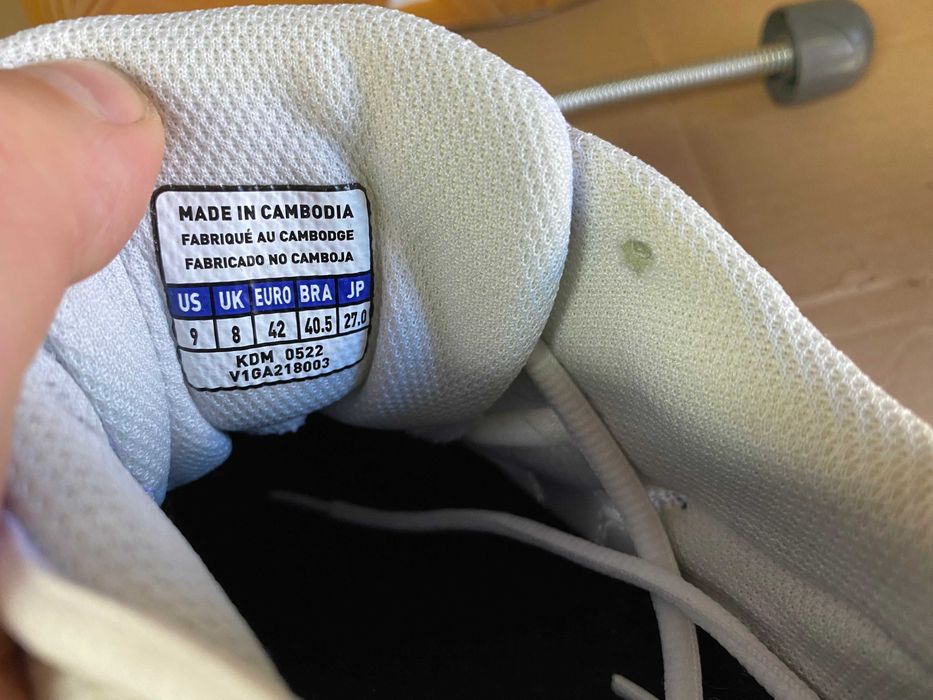 MADE IN CAMBODIA
FABRIQUÉ AU CAMBODGE
FABRICADO NO CAMBOJA
US UK EURO BRA JP
9 8 42 40.5 27.0
KDM 0522
V1GA218003